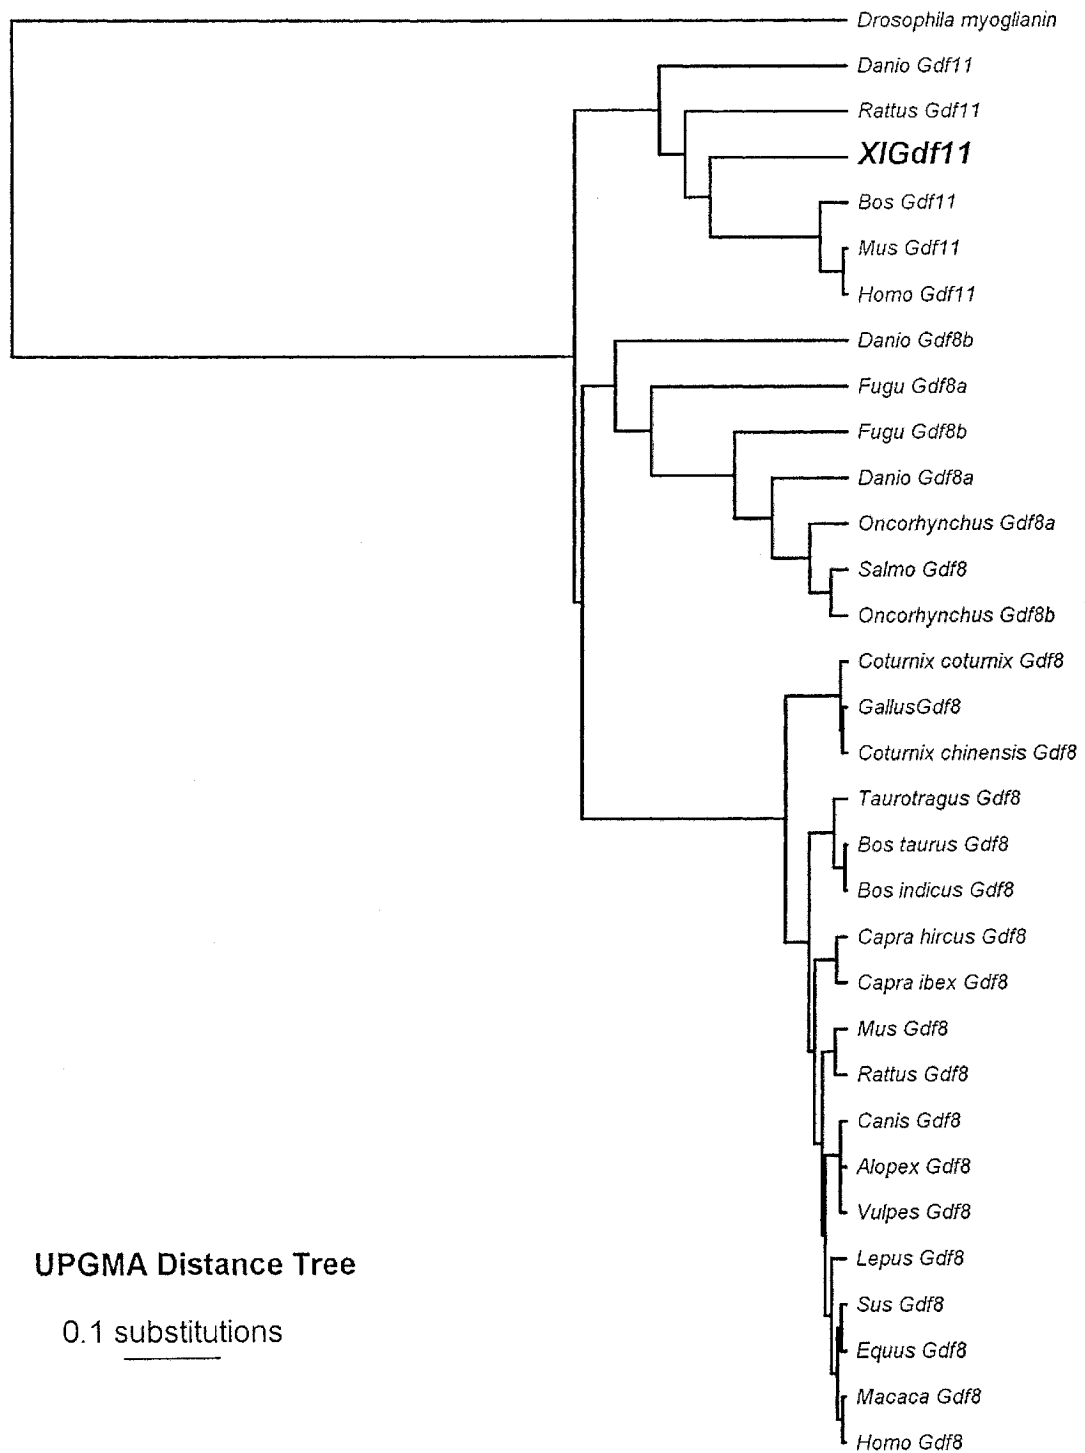 Drosophila myoglianin
Danio Gdf11
Rattus Gdf11
XlGdf11
Bos Gdf11
Mus Gdf11
Homo Gdf11
Danio Gdf8b
Fugu Gdf8a
Fugu Gdf8b
Danio Gdf8a
Oncorhynchus Gdf8a
Salmo Gdf8
Oncorhynchus Gdf8b
Coturnix coturnix Gdf8
GallusGdf8
Coturnix chinensis Gdf8
Taurotragus Gdf8
Bos taurus Gdf8
Bos indicus Gdf8
Capra hircus Gdf8
Capra ibex Gdf8
Mus Gdf8
Rattus Gdf8
Canis Gdf8
Alopex Gdf8
Vulpes Gdf8
Lepus Gdf8
Sus Gdf8
Equus Gdf8
Macaca Gdf8
Homo Gdf8
UPGMA Distance Tree
0.1 substitutions